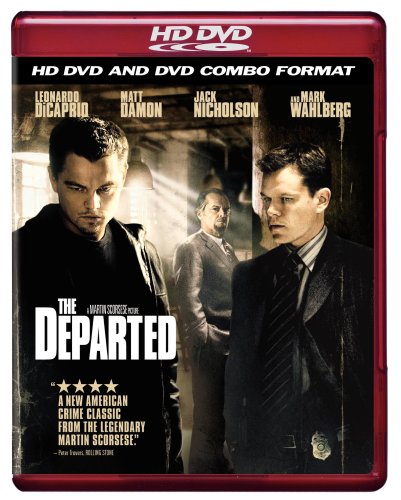 HD DVD
HD DVD AND DVD COMBO FORMAT
LEONARDO DiCAPRIO
MATT DAMON
JACK NICHOLSON
AND MARK WAHLBERG
THE
A MARTIN SCORSESE PICTURE
DEPARTED
"★★★★
A NEW AMERICAN
CRIME CLASSIC
FROM THE LEGENDARY
MARTIN SCORSESE."
– Peter Travers, ROLLING STONE